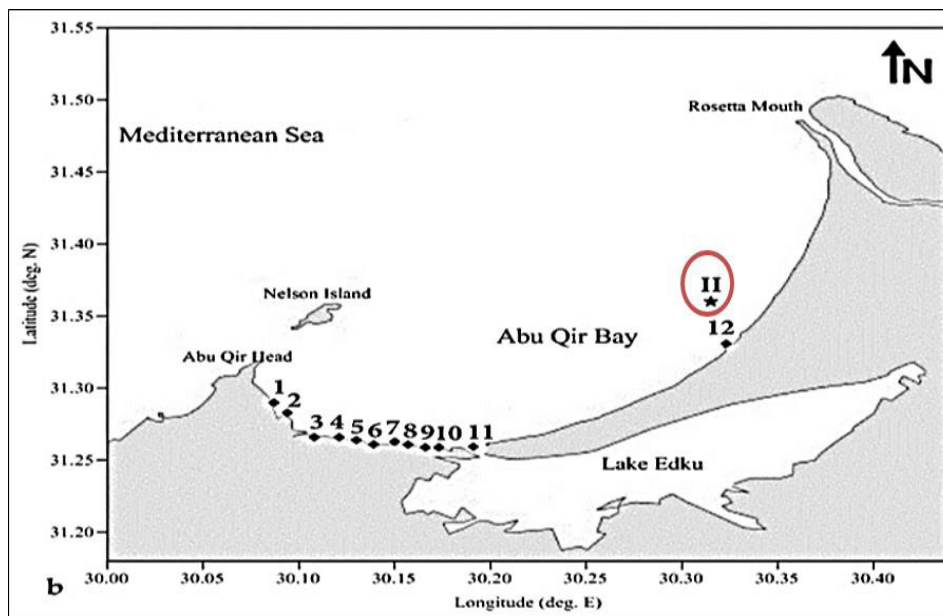 31.55
31.50
31.45
31.40
31.35
31.30
31.25
31.20
Latitude (deg. N)
N
Rosetta Mouth
Mediterranean Sea
Nelson Island
II
12
Abu Qir Bay
Abu Qir Head
1
2
3 4 5 6 7 8 9 10 11
Lake Edku
b
30.00 30.05 30.10 30.15 30.20 30.25 30.30 30.35 30.40
Longitude (deg. E)